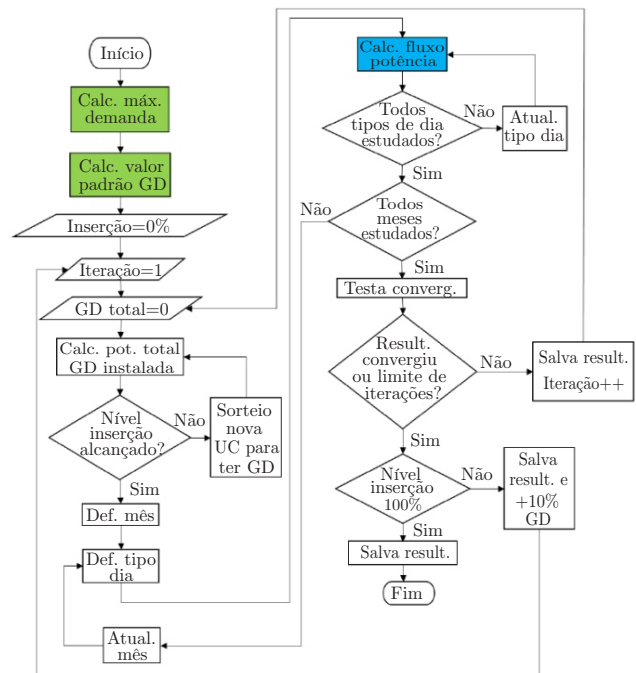 Início
Calc. máx.
demanda
Calc. valor
padrão GD
Inserção=0%
Iteração=1
GD total=0
Calc. pot. total
GD instalada
Nível
inserção
alcançado?
Não
Sorteio
nova
UC para
ter GD
Sim
Def. mês
Def. tipo
dia
Atual.
mês
Calc. fluxo
potência
Todos
tipos de dia
estudados?
Não
Atual.
tipo dia
Sim
Todos
meses
estudados?
Não
Sim
Testa converg.
Result.
convergiu
ou limite de
iterações?
Não
Salva result.
Iteração++
Sim
Nível
inserção
100%
Não
Salva
result. e
+10%
GD
Sim
Salva result.
Fim